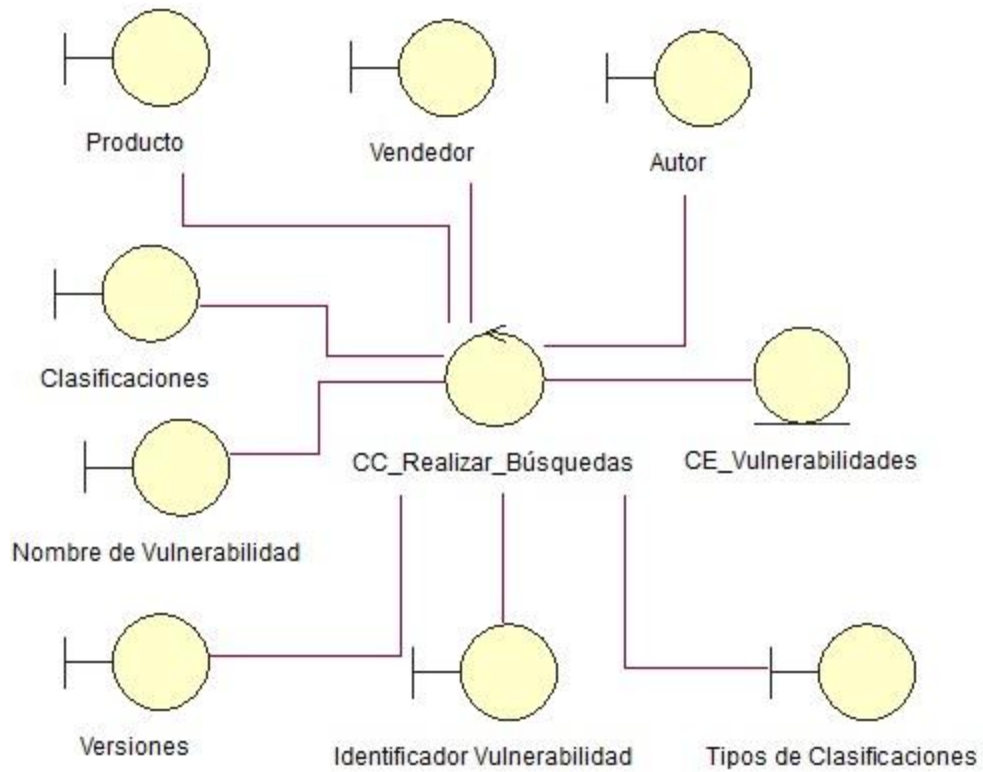 Producto
Vendedor
Autor
Clasificaciones
CC_Realizar_Búsquedas
CE_Vulnerabilidades
Nombre de Vulnerabilidad
Versiones
Identificador Vulnerabilidad
Tipos de Clasificaciones